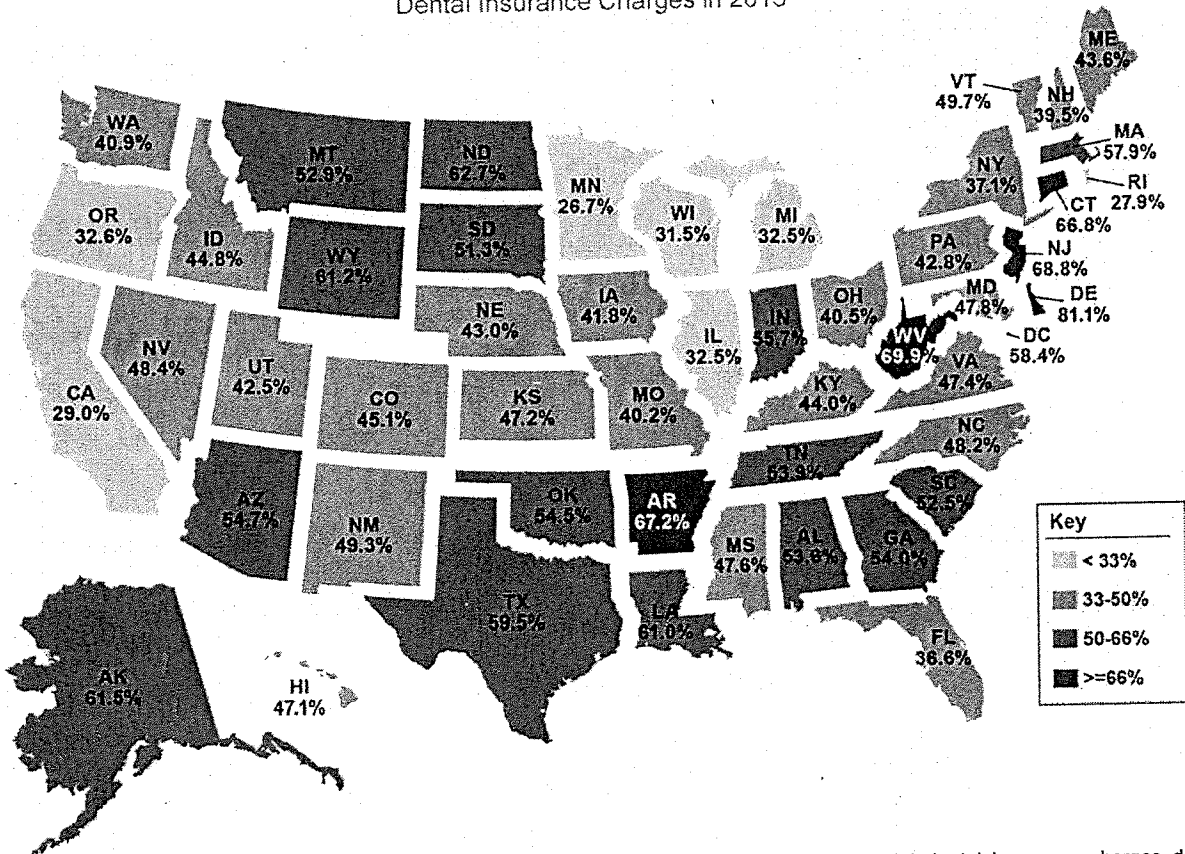 Dental Insurance Charges in 2013
ME
43.6%
VT
49.7%
NH
39.5%
WA
40.9%
MT
52.9%
ND
62.7%
MA
57.9%
NY
37.1%
MN
26.7%
RI
27.9%
OR
32.6%
WI
31.5%
MI
32.5%
CT
66.8%
ID
44.8%
SD
51.3%
PA
42.8%
NJ
68.8%
WY
61.2%
MD
47.8%
DE
81.1%
IA
41.8%
OH
40.5%
NE
43.0%
IN
55.7%
IL
32.5%
WV
69.9%
DC
58.4%
NV
48.4%
UT
42.5%
VA
47.4%
CA
29.0%
CO
45.1%
KS
47.2%
MO
40.2%
KY
44.0%
NC
48.2%
TN
53.9%
SC
52.5%
AZ
54.7%
OK
54.5%
AR
67.2%
NM
49.3%
MS
47.6%
AL
53.6%
GA
54.0%
Key
< 33%
33-50%
50-66%
>=66%
TX
59.5%
LA
61.0%
FL
36.6%
AK
61.5%
HI
47.1%